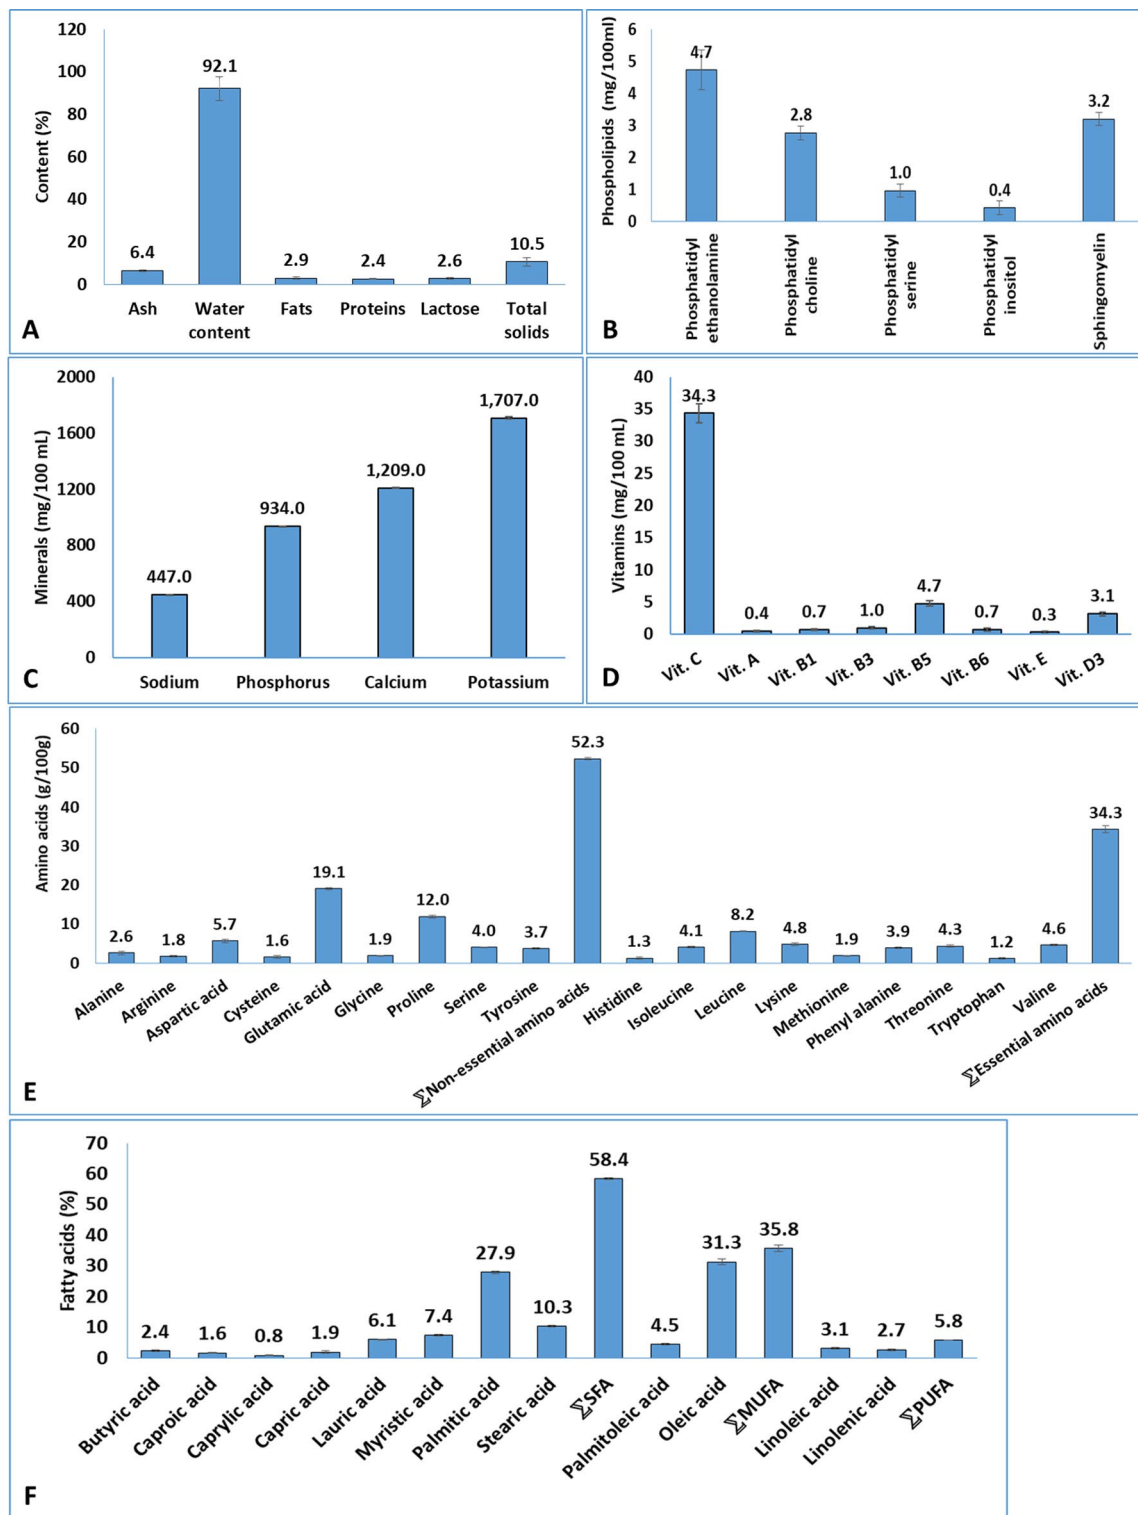 120
100
80
60
40
20
0
Content (%)
6.4
92.1
2.9
2.4
2.6
10.5
Ash
Water content
Fats
Proteins
Lactose
Total solids
A
6
5
4
3
2
1
0
Phospholipids (mg/100ml)
4.7
2.8
1.0
0.4
3.2
Phosphatidyl ethanolamine
Phosphatidyl choline
Phosphatidyl serine
Phosphatidyl inositol
Sphingomyelin
B
2000
1600
1200
800
400
0
Minerals (mg/100 mL)
447.0
934.0
1,209.0
1,707.0
Sodium
Phosphorus
Calcium
Potassium
C
40
35
30
25
20
15
10
5
0
Vitamins (mg/100 mL)
34.3
0.4
0.7
1.0
4.7
0.7
0.3
3.1
Vit. C
Vit. A
Vit. B1
Vit. B3
Vit. B5
Vit. B6
Vit. E
Vit. D3
D
60
50
40
30
20
10
0
Amino acids (g/100g)
2.6
1.8
5.7
1.6
19.1
1.9
12.0
4.0
3.7
52.3
1.3
4.1
8.2
4.8
1.9
3.9
4.3
1.2
4.6
34.3
Alanine
Arginine
Aspartic acid
Cysteine
Glutamic acid
Glycine
Proline
Serine
Tyrosine
∑Non-essential amino acids
Histidine
Isoleucine
Leucine
Lysine
Methionine
Phenyl alanine
Threonine
Tryptophan
Valine
∑Essential amino acids
E
70
60
50
40
30
20
10
0
Fatty acids (%)
2.4
1.6
0.8
1.9
6.1
7.4
27.9
10.3
58.4
4.5
31.3
35.8
3.1
2.7
5.8
Butyric acid
Caproic acid
Caprylic acid
Capric acid
Lauric acid
Myristic acid
Palmitic acid
Stearic acid
∑SFA
Palmitoleic acid
Oleic acid
∑MUFA
Linoleic acid
Linolenic acid
∑PUFA
F